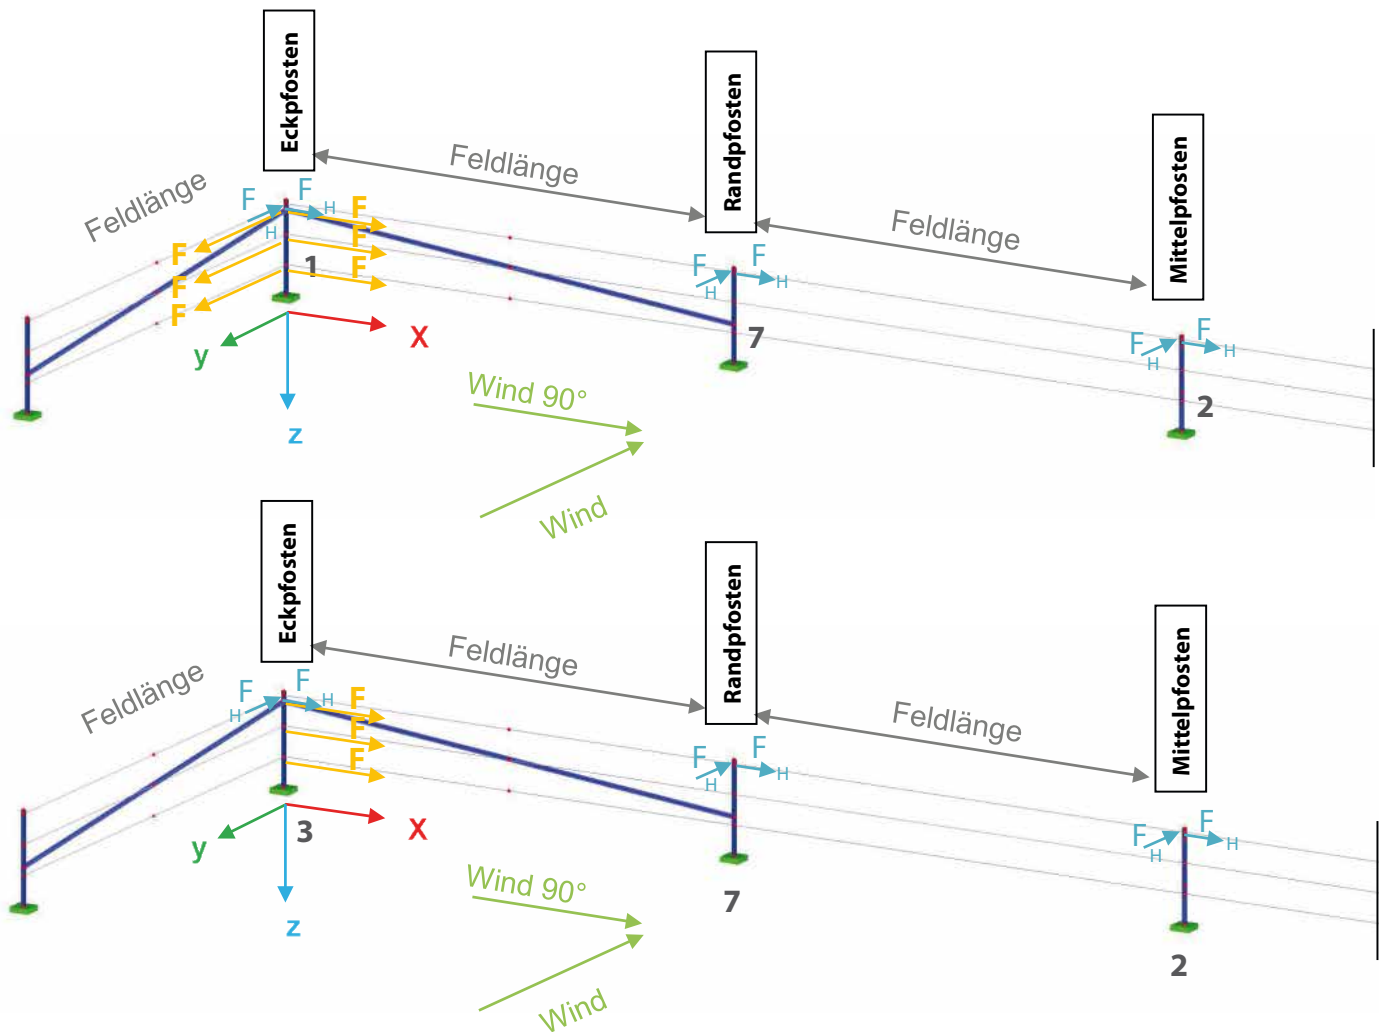 Eckpfosten
Randpfosten
Mittelpfosten
Feldlänge
Feldlänge
Feldlänge
F
H
F
H
F
F
F
F
F
F
1
F
H
F
H
7
F
H
F
H
2
x
y
z
Wind 90°
Wind
Eckpfosten
Randpfosten
Mittelpfosten
Feldlänge
Feldlänge
Feldlänge
F
H
F
H
F
F
F
3
F
H
F
H
7
F
H
F
H
2
x
y
z
Wind 90°
Wind